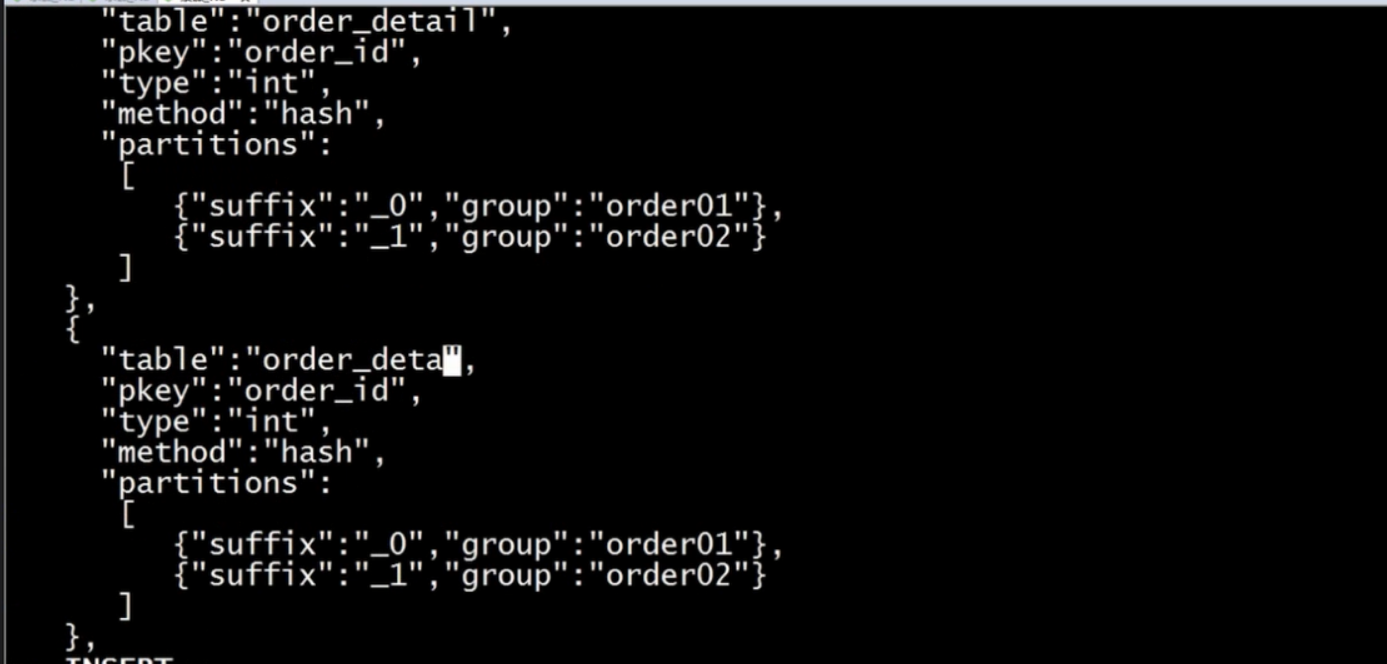 "table":"order_detail",
"pkey":"order_id",
"type":"int",
"method":"hash",
"partitions":
[
{"suffix":"_0","group":"order01"},
{"suffix":"_1","group":"order02"}
]
},
{
"table":"order_deta",
"pkey":"order_id",
"type":"int",
"method":"hash",
"partitions":
[
{"suffix":"_0","group":"order01"},
{"suffix":"_1","group":"order02"}
]
},
INSERT